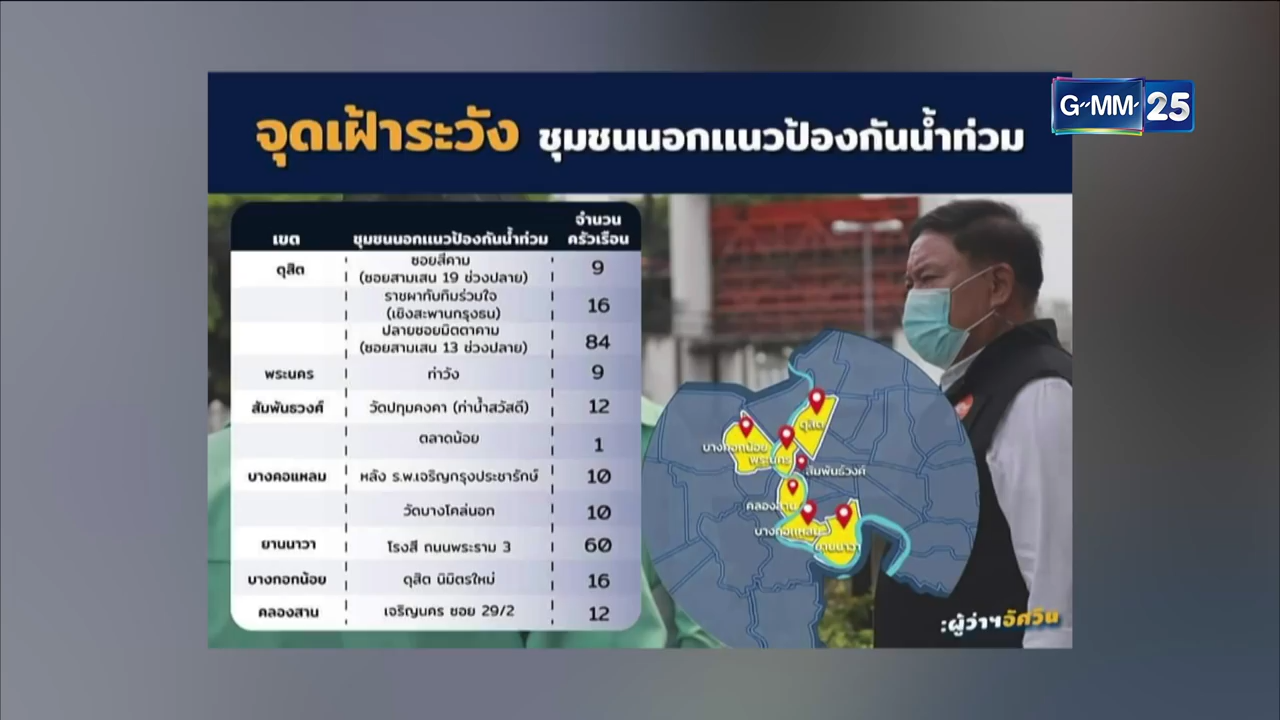 G-MM- 25
จุดเฝ้าระวัง ชุมชนนอกแนวป้องกันน้ำท่วม
เขต ชุมชนนอกแนวป้องกันน้ำท่วม จำนวนครัวเรือน
ดุสิต ซอยสีคาม (ซอยสามเสน 19 ช่วงปลาย) 9
ราชผาทับทิมร่วมใจ (เชิงสะพานกรุงธน) 16
ปลายซอยมิตตาคาม (ซอยสามเสน 13 ช่วงปลาย) 84
พระนคร ท่าวัง 9
สัมพันธวงศ์ วัดปทุมคงคา (ท่าน้ำสวัสดี) 12
ตลาดน้อย 1
บางคอแหลม หลัง ร.พ.เจริญกรุงประชารักษ์ 10
วัดบางโคล่นอก 10
ยานนาวา โรงสี ถนนพระราม 3 60
บางกอกน้อย ดุสิต นิมิตรใหม่ 16
คลองสาน เจริญนคร ซอย 29/2 12
ดุสิต
บางกอกน้อย
พระนคร
สัมพันธวงศ์
คลองสาน
บางคอแหลม
ยานนาวา
:ผู้ว่าฯอัศวิน